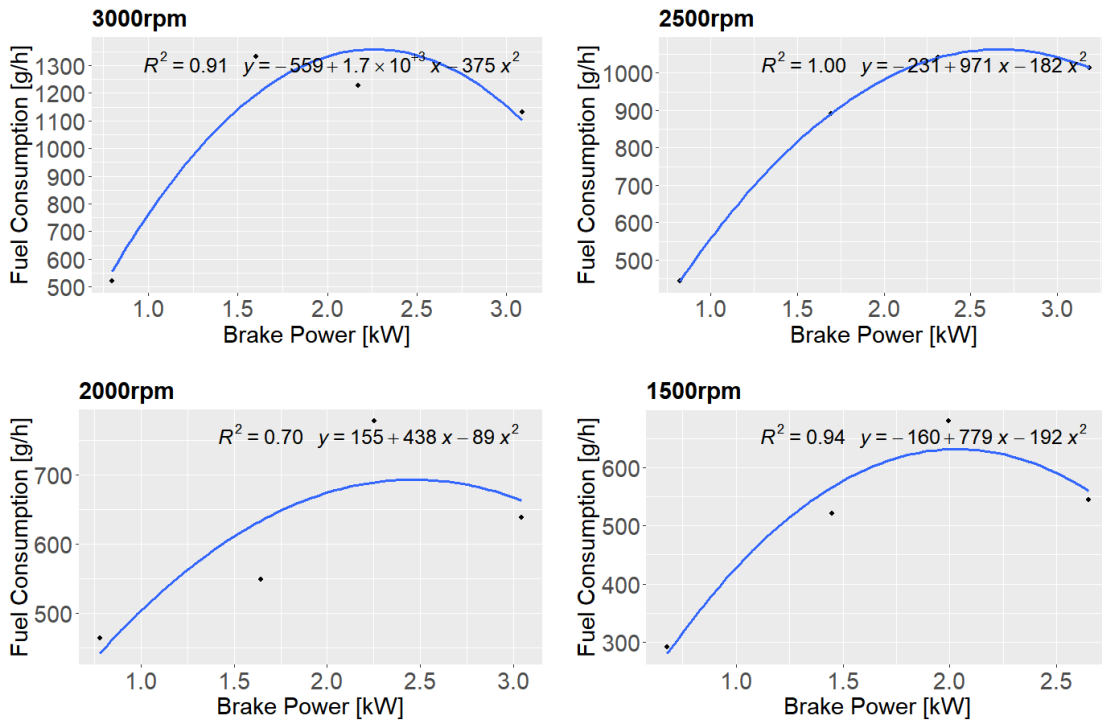 3000rpm
R² = 0.91 y = −559 + 1.7 × 10⁺³ x − 375 x²
Fuel Consumption [g/h]
1300
1200
1100
1000
900
800
700
600
500
1.0 1.5 2.0 2.5 3.0
Brake Power [kW]
2500rpm
R² = 1.00 y = −231 + 971 x − 182 x²
Fuel Consumption [g/h]
1000
900
800
700
600
500
1.0 1.5 2.0 2.5 3.0
Brake Power [kW]
2000rpm
R² = 0.70 y = 155 + 438 x − 89 x²
Fuel Consumption [g/h]
700
600
500
1.0 1.5 2.0 2.5 3.0
Brake Power [kW]
1500rpm
R² = 0.94 y = −160 + 779 x − 192 x²
Fuel Consumption [g/h]
600
500
400
300
1.0 1.5 2.0 2.5
Brake Power [kW]